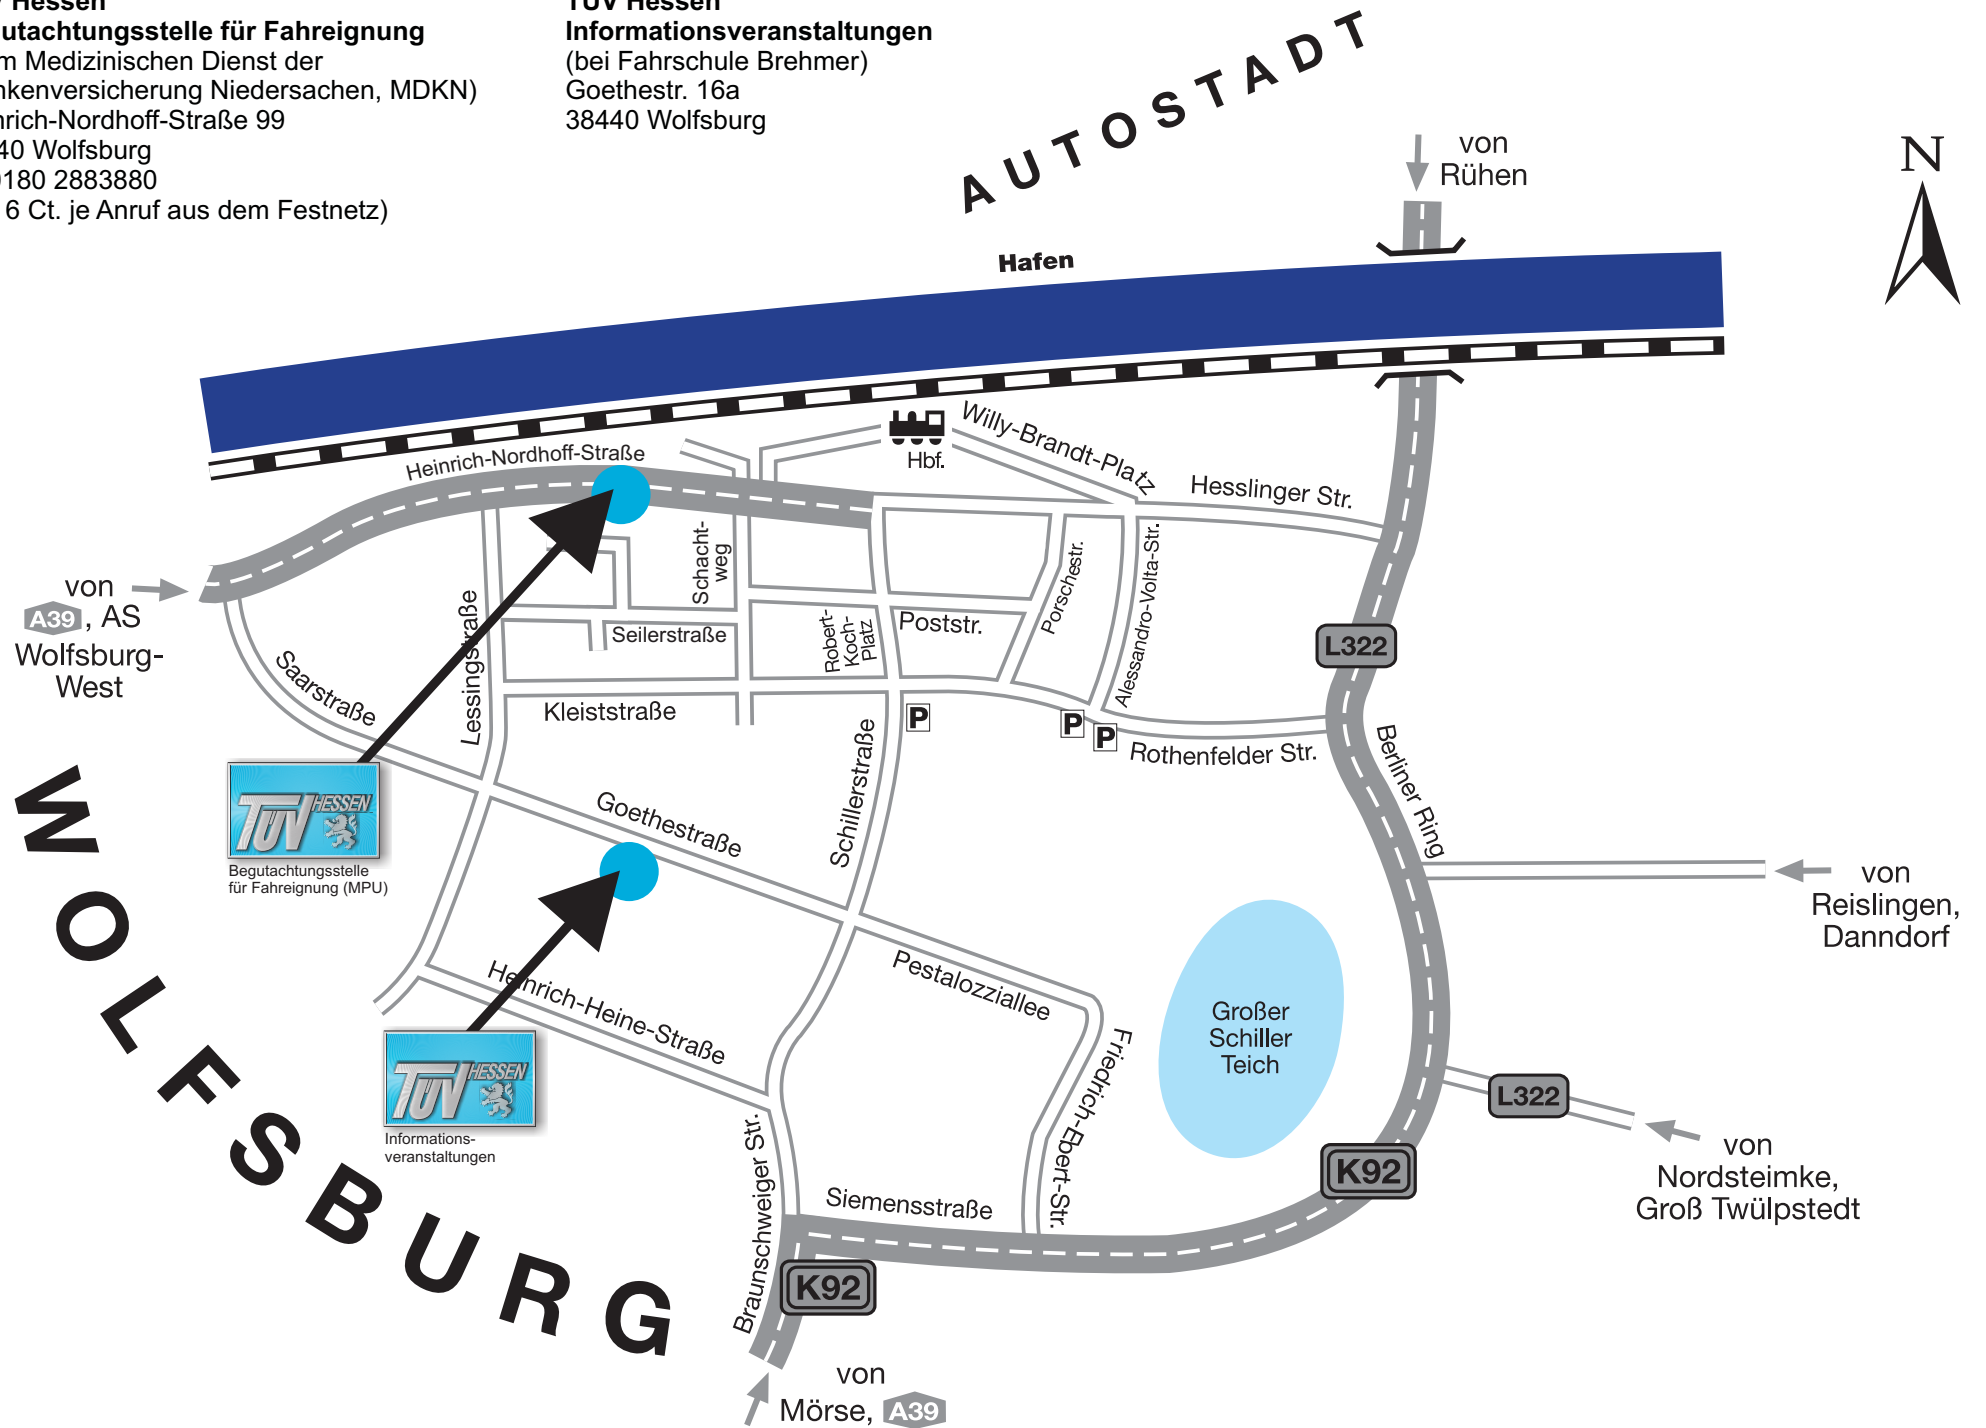 Hessen
utachtungsstelle für Fahreignung
m Medizinischen Dienst der
nkenversicherung Niedersachen, MDKN)
nrich-Nordhoff-Straße 99
40 Wolfsburg
0180 2883880
6 Ct. je Anruf aus dem Festnetz)
TÜV Hessen
Informationsveranstaltungen
(bei Fahrschule Brehmer)
Goethestr. 16a
38440 Wolfsburg
AUTOSTADT
von
Rühen
N
Hafen
Heinrich-Nordhoff-Straße
Hbf.
Willy-Brandt-Platz
Hesslinger Str.
von
A39, AS
Wolfsburg-
West
Saarstraße
Lessingstraße
Schacht-
weg
Seilerstraße
Kleiststraße
Robert-
Koch-
Platz
Poststr.
Porschestr.
Alessandro-Volta-Str.
L322
P
P
P
Rothenfelder Str.
Berliner Ring
Schillerstraße
Goethestraße
TÜV HESSEN
Begutachtungsstelle
für Fahreignung (MPU)
von
Reislingen,
Danndorf
Pestalozziallee
Heinrich-Heine-Straße
Großer
Schiller
Teich
Friedrich-Ebert-Str.
TÜV HESSEN
Informations-
veranstaltungen
L322
von
Nordsteimke,
Groß Twülpstedt
K92
Siemensstraße
Braunschweiger Str.
K92
WOLFSBURG
von
Mörse, A39